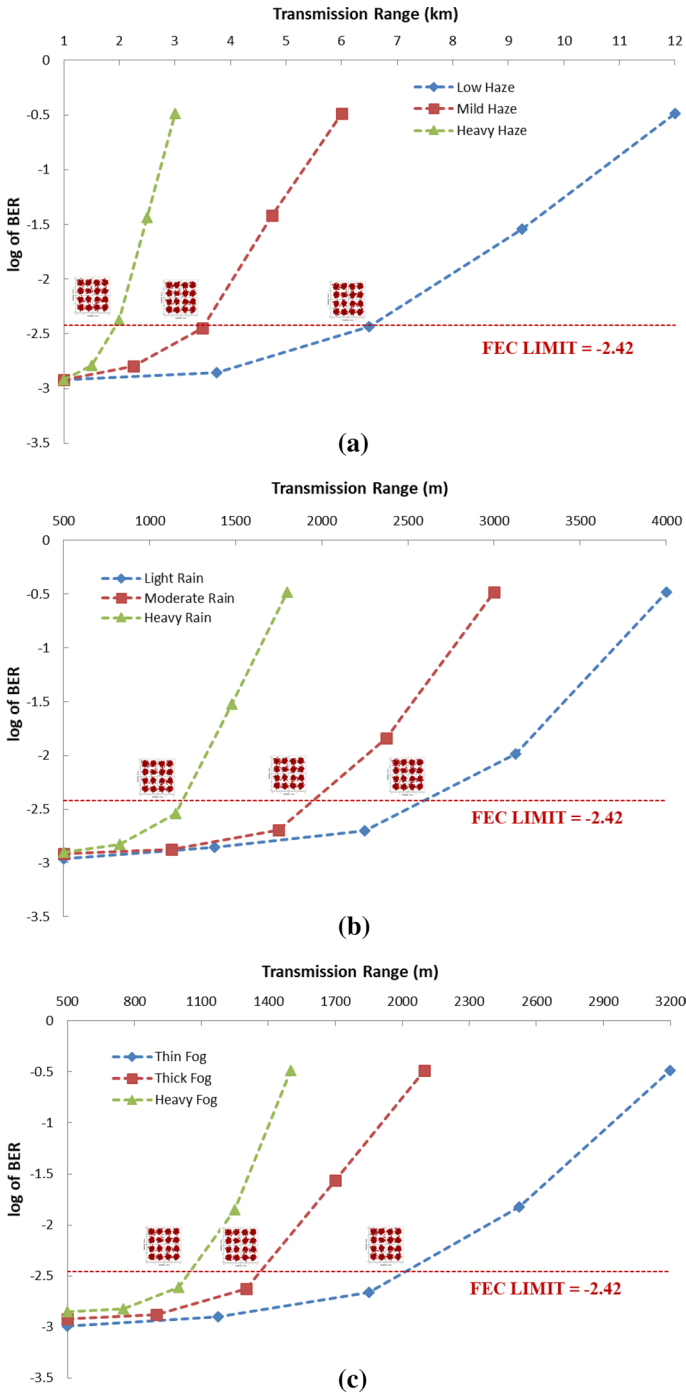 Transmission Range (km)
1 2 3 4 5 6 7 8 9 10 11 12
0
-0.5
-1
-1.5
-2
-2.5
-3
-3.5
log of BER
Low Haze
Mild Haze
Heavy Haze
FEC LIMIT = -2.42
(a)
Transmission Range (m)
500 1000 1500 2000 2500 3000 3500 4000
0
-0.5
-1
-1.5
-2
-2.5
-3
-3.5
log of BER
Light Rain
Moderate Rain
Heavy Rain
FEC LIMIT = -2.42
(b)
Transmission Range (m)
500 800 1100 1400 1700 2000 2300 2600 2900 3200
0
-0.5
-1
-1.5
-2
-2.5
-3
-3.5
log of BER
Thin Fog
Thick Fog
Heavy Fog
FEC LIMIT = -2.42
(c)